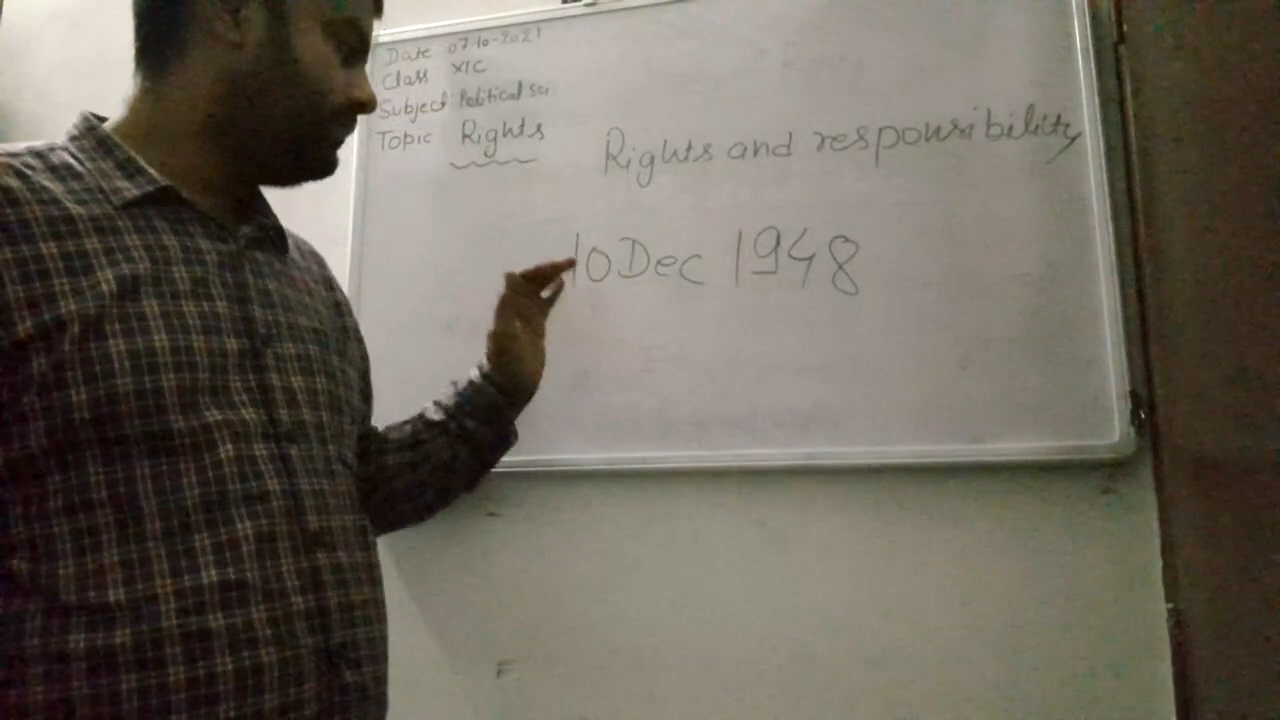 Date 07-10-2021
Class XIC
Subject Political sci
Topic Rights
Rights and responsibility
10 Dec 1948